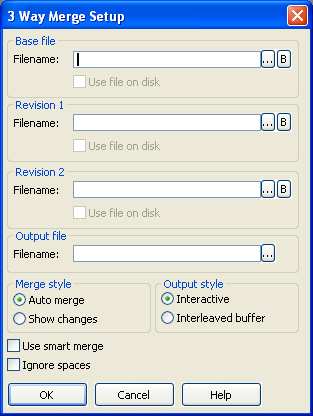 3 Way Merge Setup
Base file
Filename: ... B
Use file on disk
Revision 1
Filename: ... B
Use file on disk
Revision 2
Filename: ... B
Use file on disk
Output file
Filename: ...
Merge style
Auto merge
Show changes
Output style
Interactive
Interleaved buffer
Use smart merge
Ignore spaces
OK Cancel Help